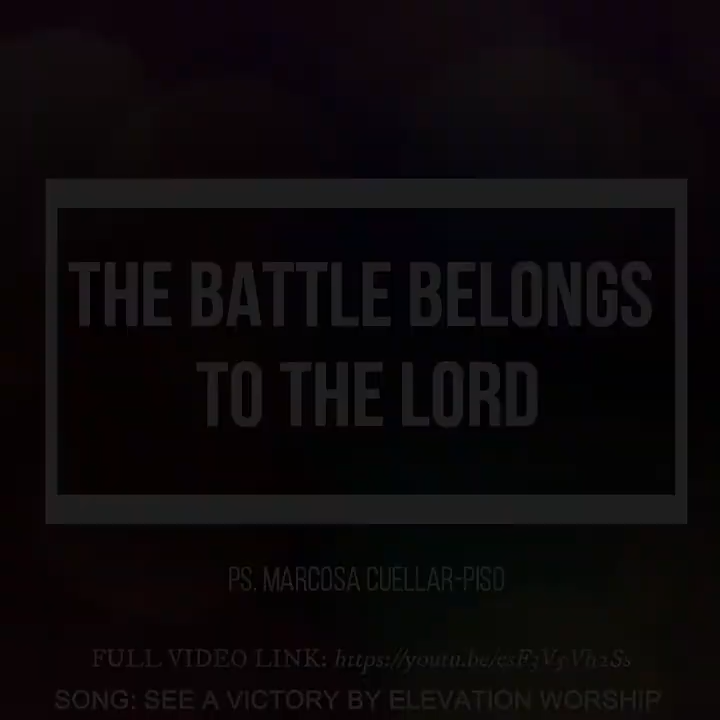 THE BATTLE BELONGS
TO THE LORD
PS. MARCOSA CUELLAR-PISO
FULL VIDEO LINK:
SONG: SEE A VICTORY BY ELEVATION WORSHIP